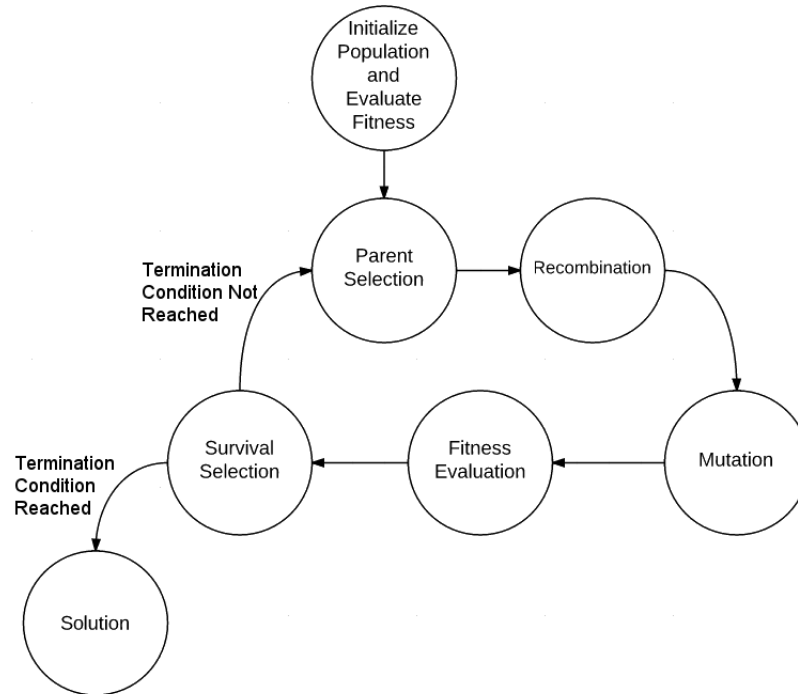 Initialize
Population
and
Evaluate
Fitness
Parent
Selection
Recombination
Termination
Condition Not
Reached
Survival
Selection
Fitness
Evaluation
Mutation
Termination
Condition
Reached
Solution